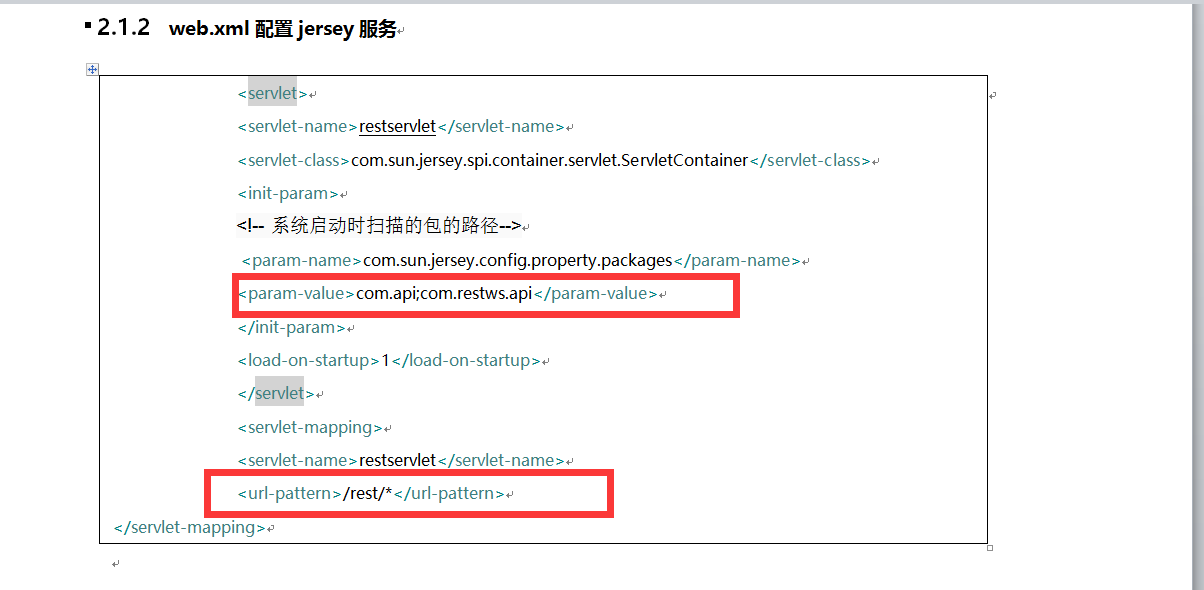 2.1.2 web.xml 配置 jersey 服务
<servlet>
<servlet-name>restservlet</servlet-name>
<servlet-class>com.sun.jersey.spi.container.servlet.ServletContainer</servlet-class>
<init-param>
<!-- 系统启动时扫描的包的路径-->
<param-name>com.sun.jersey.config.property.packages</param-name>
<param-value>com.api;com.restws.api</param-value>
</init-param>
<load-on-startup>1</load-on-startup>
</servlet>
<servlet-mapping>
<servlet-name>restservlet</servlet-name>
<url-pattern>/rest/*</url-pattern>
</servlet-mapping>